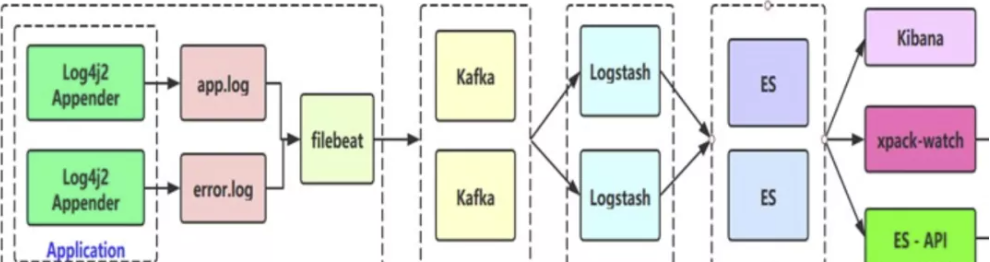 Log4j2
Appender
app.log
Log4j2
Appender
error.log
Application
filebeat
Kafka
Kafka
Logstash
Logstash
ES
ES
Kibana
xpack-watch
ES - API